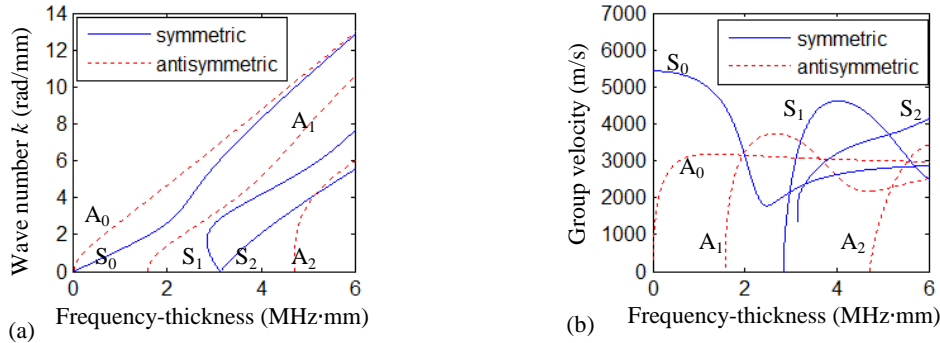 14
12
10
8
6
4
2
0
Wave number k (rad/mm)
symmetric
antisymmetric
A0
S0
A1
S1
S2
A2
0 2 4 6
Frequency-thickness (MHz·mm)
(a)
7000
6000
5000
4000
3000
2000
1000
0
Group velocity (m/s)
symmetric
antisymmetric
S0
S1
S2
A0
A1
A2
0 2 4 6
Frequency-thickness (MHz·mm)
(b)